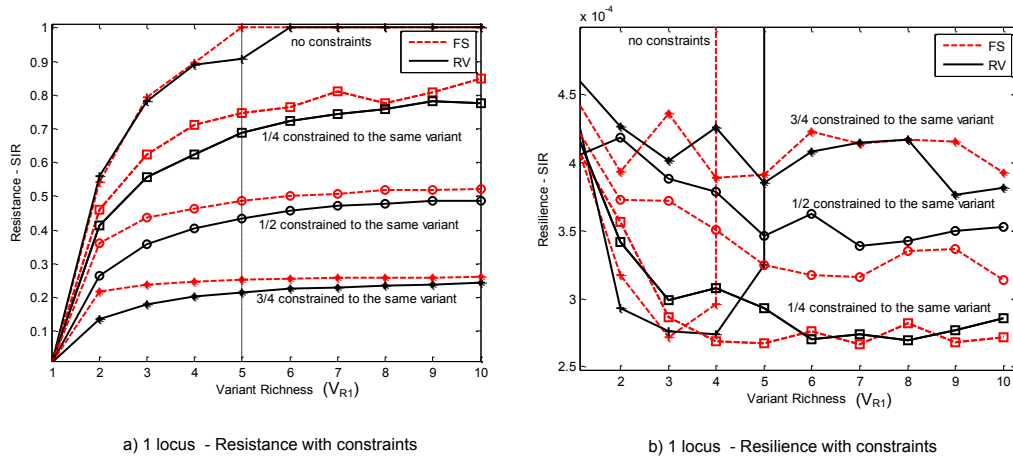 1
0.9
0.8
0.7
0.6
0.5
0.4
0.3
0.2
0.1
Resistance - SIR
no constraints
FS
RV
1/4 constrained to the same variant
1/2 constrained to the same variant
3/4 constrained to the same variant
1 2 3 4 5 6 7 8 9 10
Variant Richness (V_R1)
a) 1 locus - Resistance with constraints
x 10^-4
5
4.5
4
3.5
3
2.5
Resilience - SIR
no constraints
FS
RV
3/4 constrained to the same variant
1/2 constrained to the same variant
1/4 constrained to the same variant
2 3 4 5 6 7 8 9 10
Variant Richness (V_R1)
b) 1 locus - Resilience with constraints